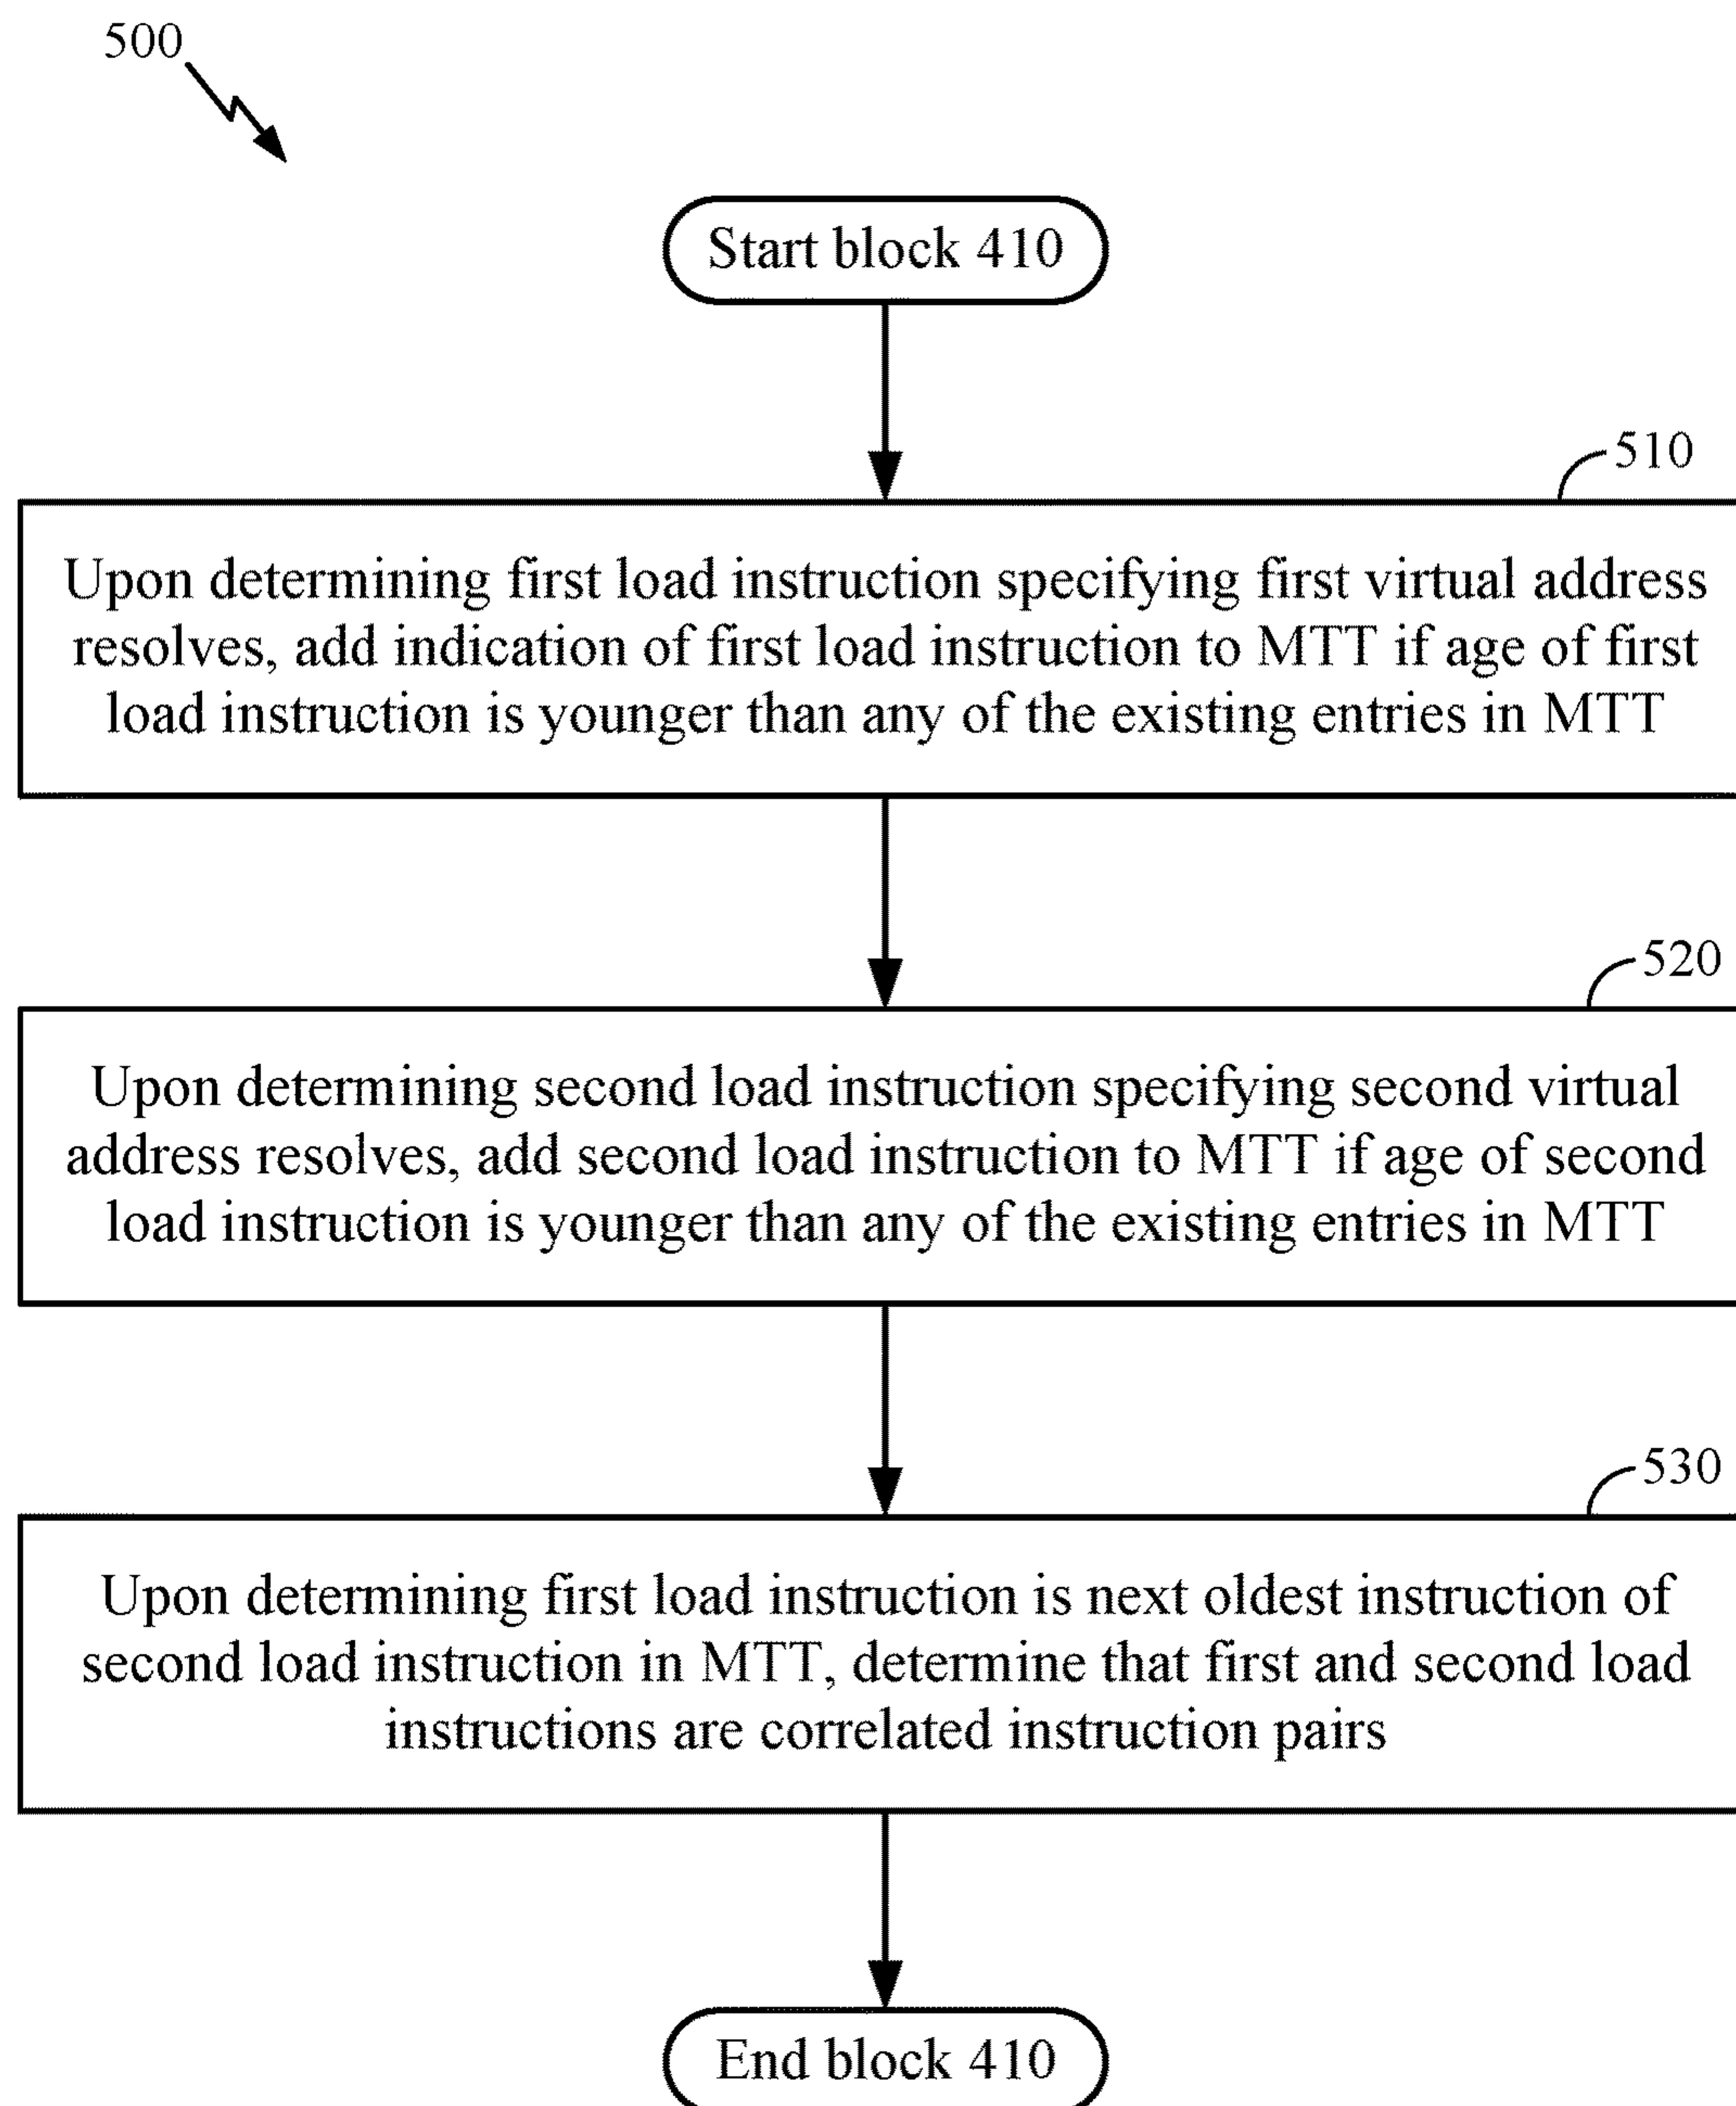 500
Start block 410
510
Upon determining first load instruction specifying first virtual address
resolves, add indication of first load instruction to MTT if age of first
load instruction is younger than any of the existing entries in MTT
520
Upon determining second load instruction specifying second virtual
address resolves, add second load instruction to MTT if age of second
load instruction is younger than any of the existing entries in MTT
530
Upon determining first load instruction is next oldest instruction of
second load instruction in MTT, determine that first and second load
instructions are correlated instruction pairs
End block 410